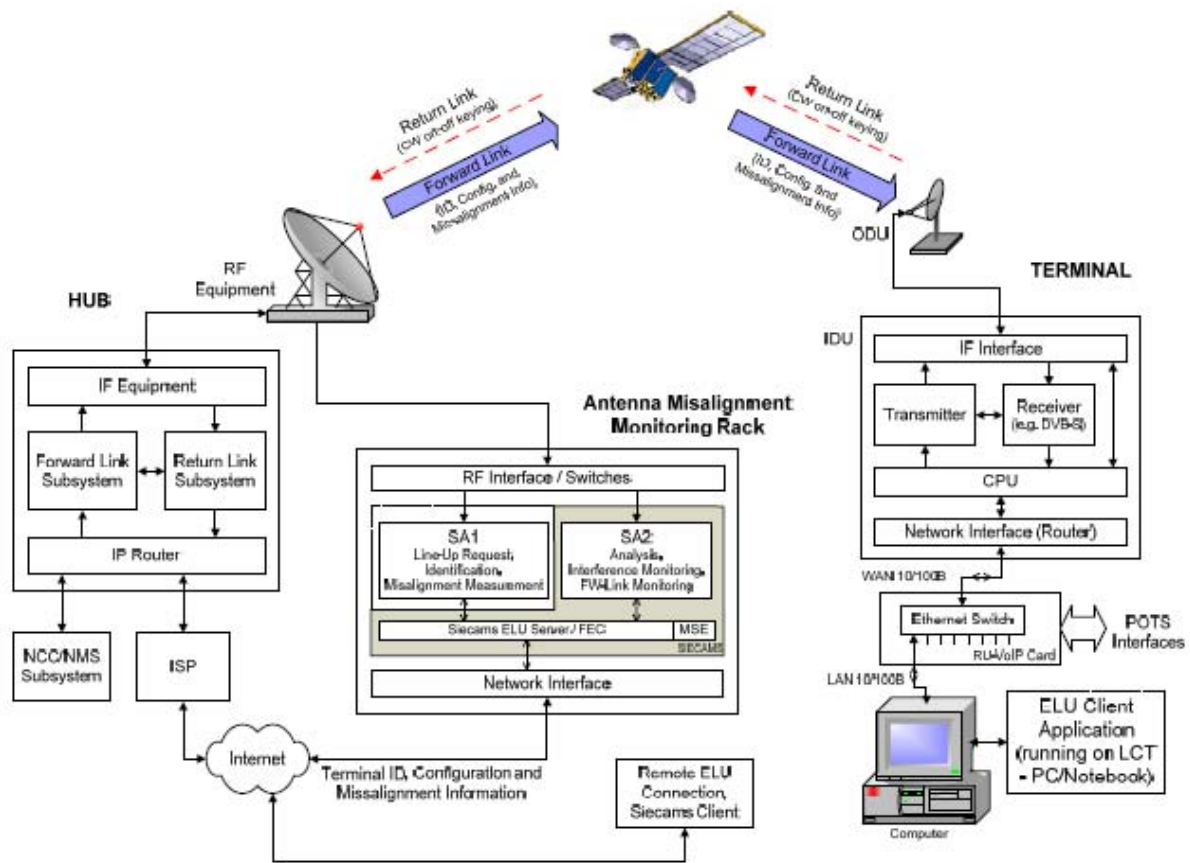 Return Link
(CW on-off keying)
Forward Link
(ID, Config. and
Missalignment Info)
Return Link
(CW on-off keying)
Forward Link
(ID, Config. and
Missalignment Info)
ODU
TERMINAL
RF
Equipment
HUB
IDU
IF Interface
Transmitter
Receiver
(e.g. DVB-S)
CPU
Network Interface (Router)
IF Equipment
Forward Link
Subsystem
Return Link
Subsystem
IP Router
Antenna Misalignment
Monitoring Rack
RF Interface / Switches
SA1
Line-Up Request,
Identification,
Misalignment Measurement
SA2:
Analysis,
Interference Monitoring,
FW-Link Monitoring
Siecams ELU Server / FEC
MSE
SIECAMS
Network Interface
WAN 10/100B
Ethernet Switch
RU-VoIP Card
POTS
Interfaces
LAN 10/100B
NCC/NMS
Subsystem
ISP
Internet
Terminal ID, Configuration and
Missalignment Information
Remote ELU
Connection,
Siecams Client
ELU Client
Application
(running on LCT
- PC/Notebook)
Computer